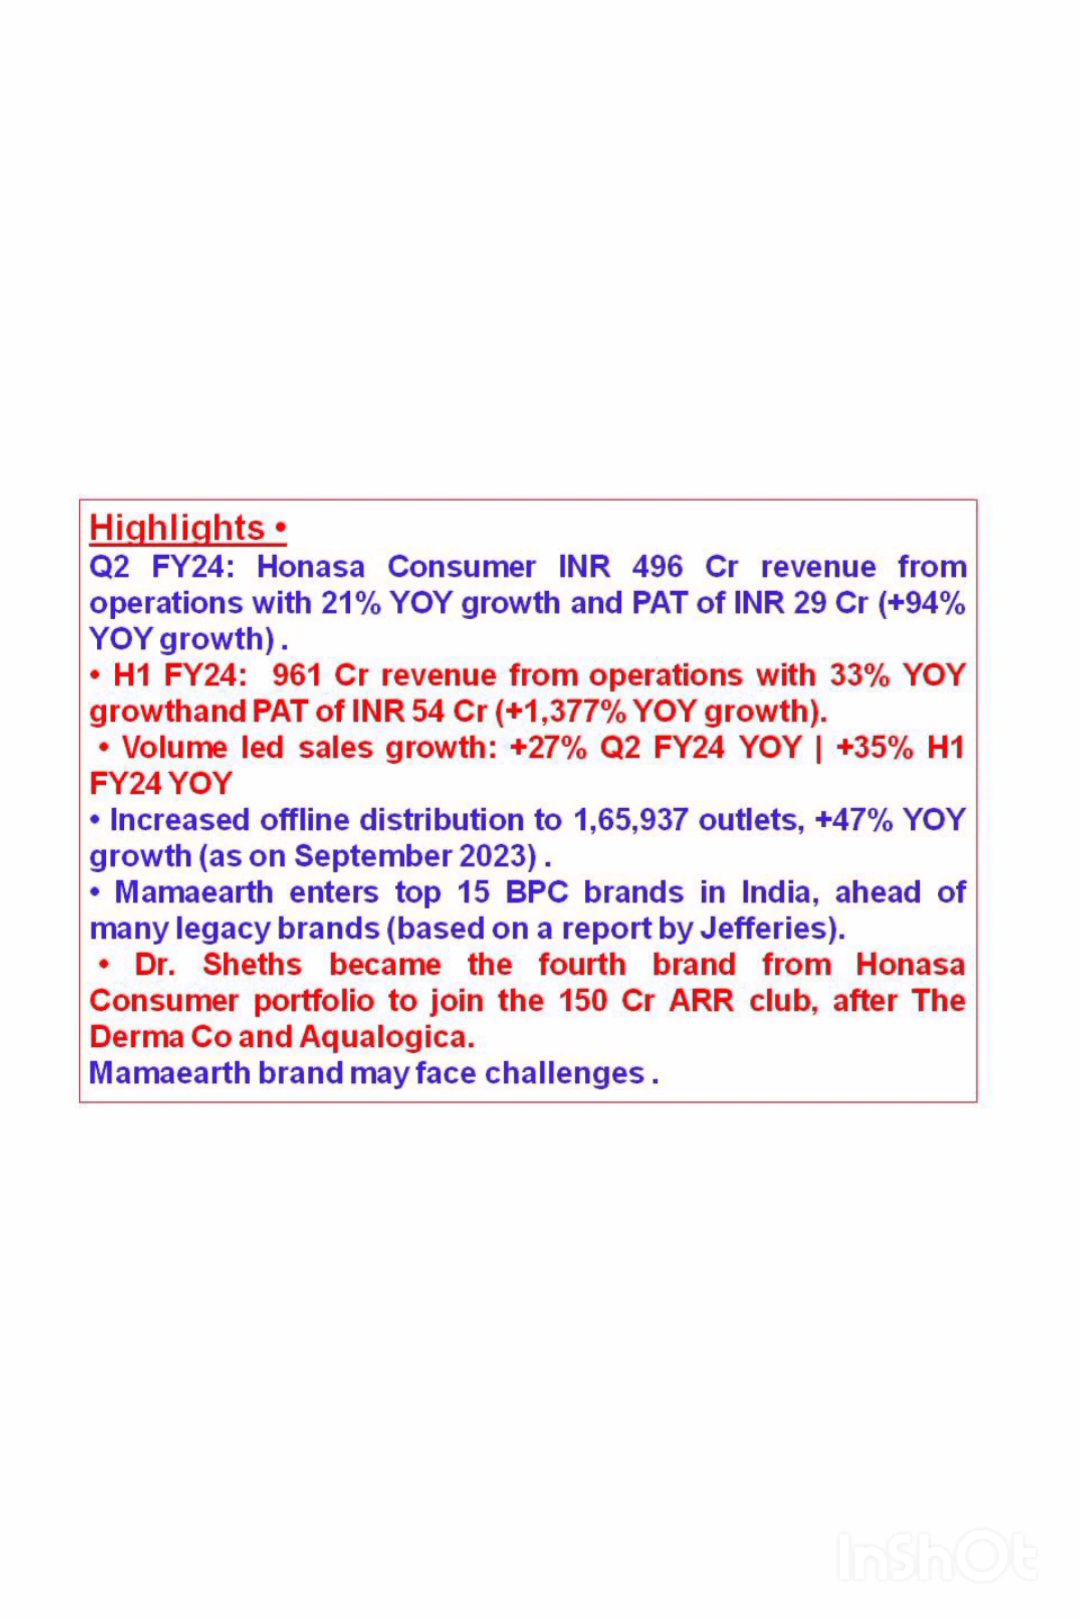 Highlights •
Q2 FY24: Honasa Consumer INR 496 Cr revenue from
operations with 21% YOY growth and PAT of INR 29 Cr (+94%
YOY growth) .
• H1 FY24: 961 Cr revenue from operations with 33% YOY
growthand PAT of INR 54 Cr (+1,377% YOY growth).
• Volume led sales growth: +27% Q2 FY24 YOY | +35% H1
FY24 YOY
• Increased offline distribution to 1,65,937 outlets, +47% YOY
growth (as on September 2023) .
• Mamaearth enters top 15 BPC brands in India, ahead of
many legacy brands (based on a report by Jefferies).
• Dr. Sheths became the fourth brand from Honasa
Consumer portfolio to join the 150 Cr ARR club, after The
Derma Co and Aqualogica.
Mamaearth brand may face challenges .
InShOt